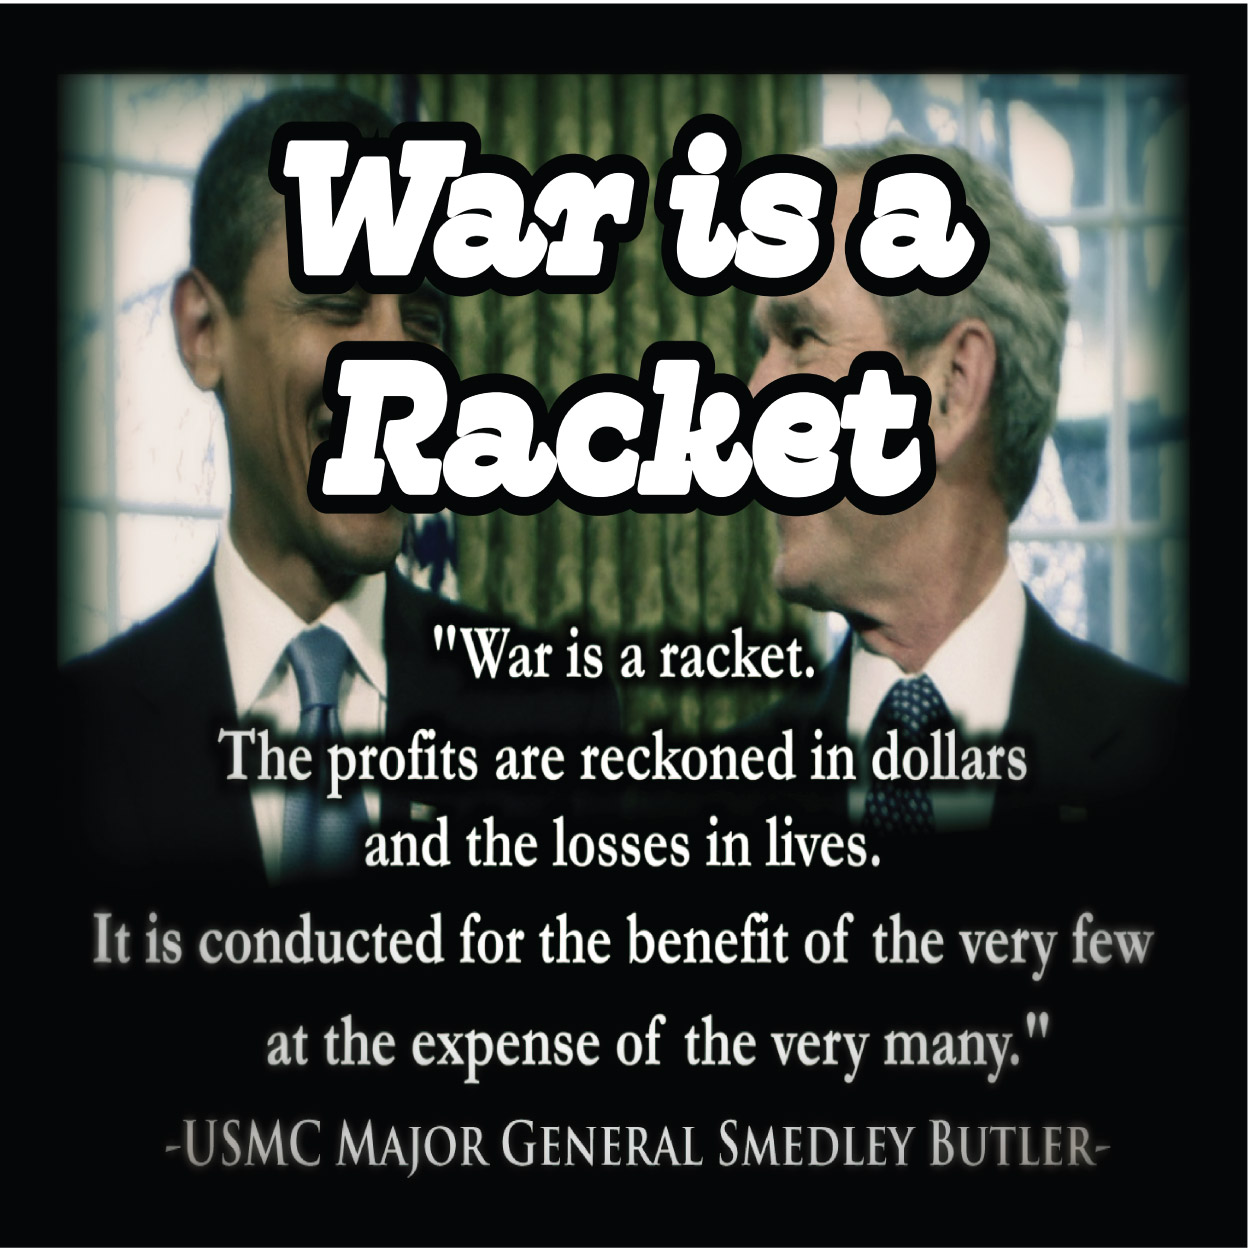 War is a
Racket
"War is a racket.
The profits are reckoned in dollars
and the losses in lives.
It is conducted for the benefit of the very few
at the expense of the very many."
-USMC MAJOR GENERAL SMEDLEY BUTLER-